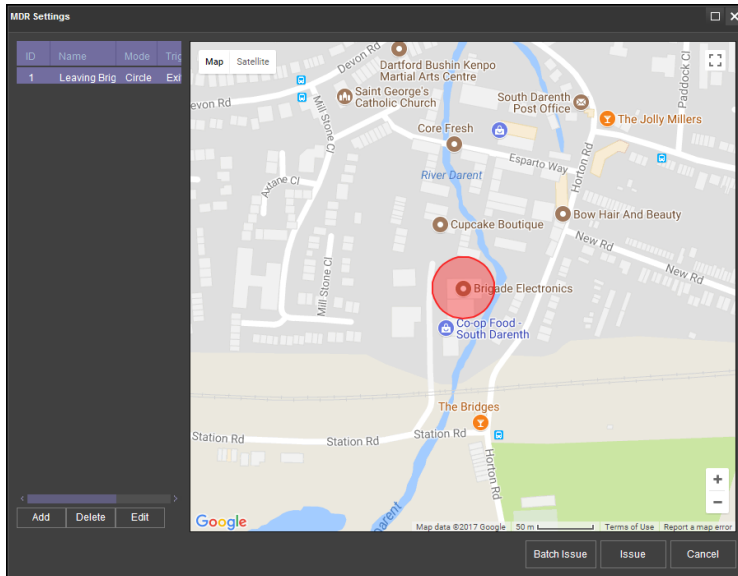 MDR Settings
ID Name Mode Trig
1 Leaving Brig Circle Exi
Map Satellite
Devon Rd
Dartford Bushin Kenpo
Martial Arts Centre
Saint George's
Catholic Church
evon Rd
Mill Stone Cl
South Darenth
Post Office
Paddock Cl
The Jolly Millers
Core Fresh
Esparto Way
Horton Rd
River Darent
Axtane Cl
Cupcake Boutique
Bow Hair And Beauty
New Rd
New Rd
Mill Stone Cl
Brigade Electronics
Co-op Food -
South Darenth
The Bridges
Station Rd
Station Rd
Station Rd
Horton Rd
Add Delete Edit
Google
Map data ©2017 Google 50 m Terms of Use Report a map error
Batch Issue Issue Cancel